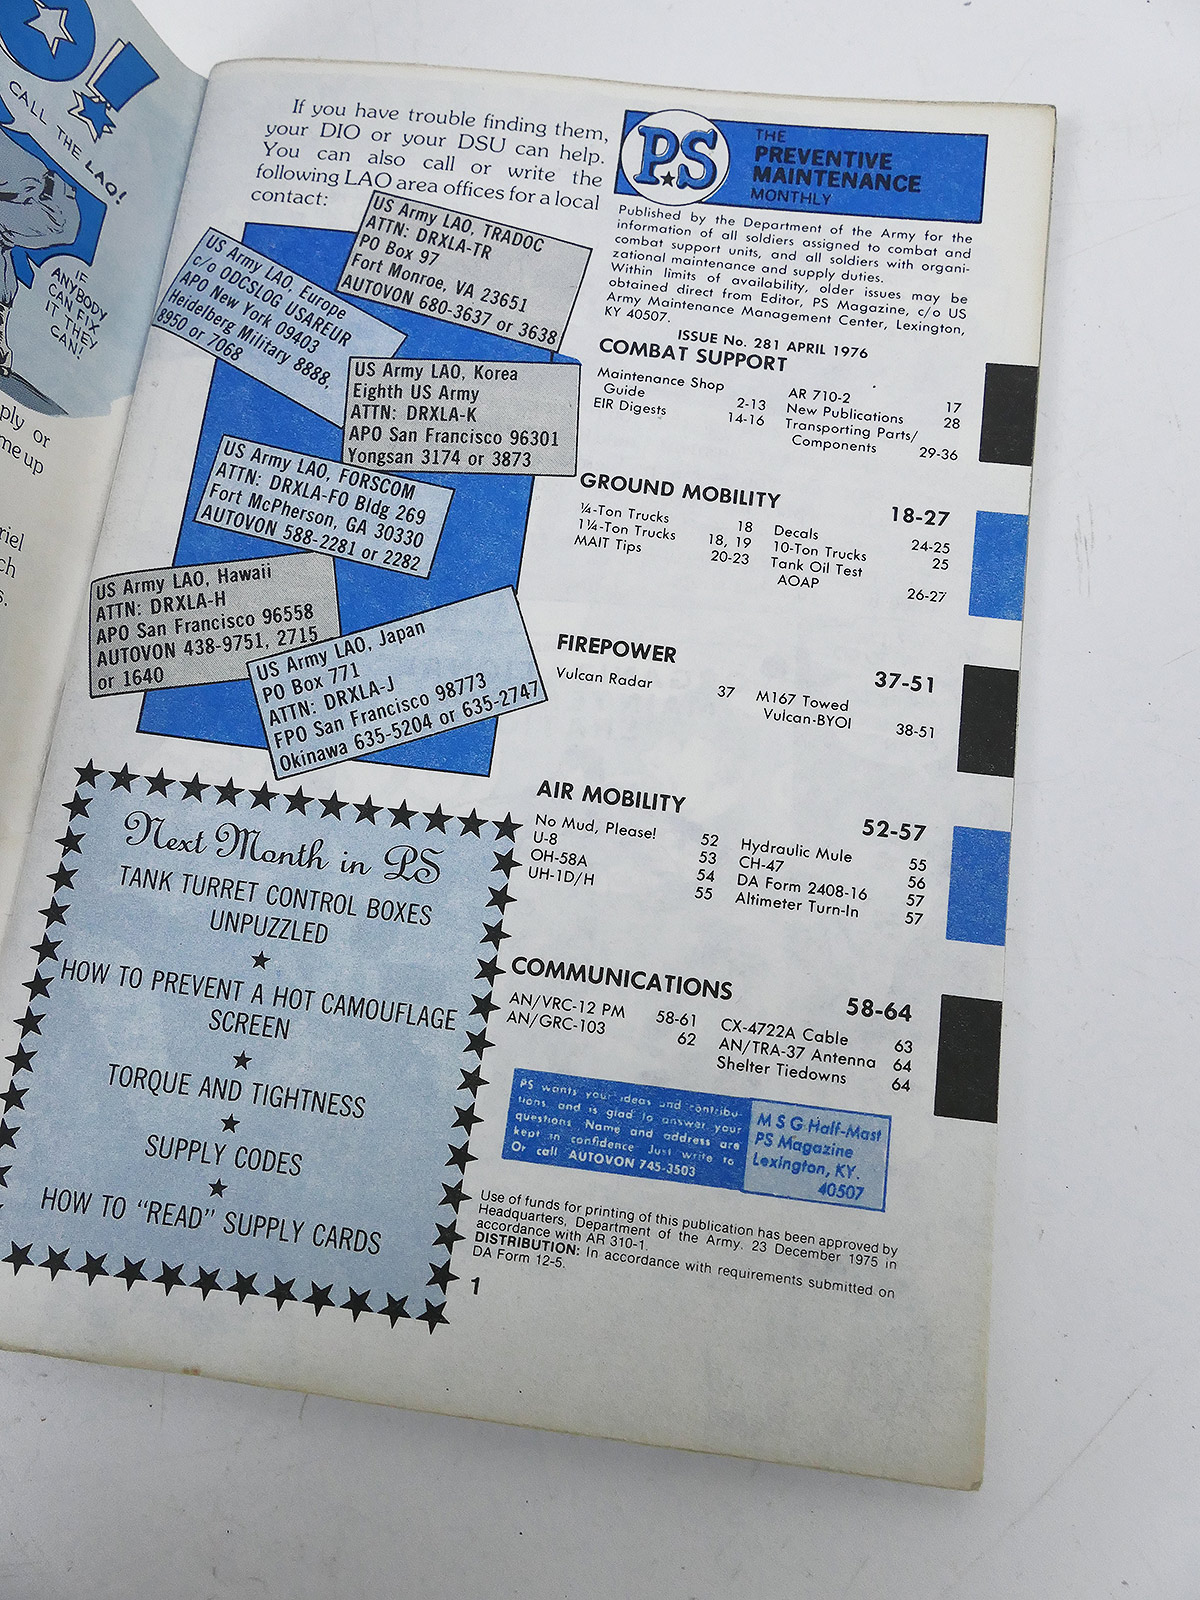 O!
CALL THE LAO!
IF
ANYBODY
CAN FIX
IT THEY
CAN!
ply or
me up
riel
ch
s.
If you have trouble finding them,
your DIO or your DSU can help.
You can also call or write the
following LAO area offices for a local
contact:
US Army LAO, TRADOC
ATTN: DRXLA-TR
PO Box 97
Fort Monroe, VA 23651
AUTOVON 680-3637 or 3638
US Army LAO, Europe
c/o ODCSLOG USAREUR
APO New York 09403
Heidelberg Military 8888,
8950 or 7068
US Army LAO, Korea
Eighth US Army
ATTN: DRXLA-K
APO San Francisco 96301
Yongsan 3174 or 3873
US Army LAO, FORSCOM
ATTN: DRXLA-FO Bldg 269
Fort McPherson, GA 30330
AUTOVON 588-2281 or 2282
US Army LAO, Hawaii
ATTN: DRXLA-H
APO San Francisco 96558
AUTOVON 438-9751, 2715
or 1640
US Army LAO, Japan
PO Box 771
ATTN: DRXLA-J
FPO San Francisco 98773
Okinawa 635-5204 or 635-2747
Next Month in PS
TANK TURRET CONTROL BOXES
UNPUZZLED
HOW TO PREVENT A HOT CAMOUFLAGE
SCREEN
TORQUE AND TIGHTNESS
SUPPLY CODES
HOW TO "READ" SUPPLY CARDS
PS
THE
PREVENTIVE
MAINTENANCE
MONTHLY
Published by the Department of the Army for the
information of all soldiers assigned to combat and
combat support units, and all soldiers with organi-
zational maintenance and supply duties.
Within limits of availability, older issues may be
obtained direct from Editor, PS Magazine, c/o US
Army Maintenance Management Center, Lexington,
KY 40507.
ISSUE No. 281 APRIL 1976
COMBAT SUPPORT
Maintenance Shop
Guide 2-13
EIR Digests 14-16
AR 710-2 17
New Publications 28
Transporting Parts/
Components 29-36
GROUND MOBILITY 18-27
¼-Ton Trucks 18
1¼-Ton Trucks 18, 19
MAIT Tips 20-23
Decals 24-25
10-Ton Trucks 25
Tank Oil Test
AOAP 26-27
FIREPOWER 37-51
Vulcan Radar 37
M167 Towed
Vulcan-BYOI 38-51
AIR MOBILITY 52-57
No Mud, Please! 52
U-8 53
OH-58A 54
UH-1D/H 55
Hydraulic Mule 55
CH-47 56
DA Form 2408-16 57
Altimeter Turn-In 57
COMMUNICATIONS 58-64
AN/VRC-12 PM 58-61
AN/GRC-103 62
CX-4722A Cable 63
AN/TRA-37 Antenna 64
Shelter Tiedowns 64
PS wants your ideas and contribu-
tions, and is glad to answer your
questions. Name and address are
kept in confidence. Just write to
Or call AUTOVON 745-3503
M S G Half-Mast
PS Magazine
Lexington, KY.
40507
Use of funds for printing of this publication has been approved by
Headquarters, Department of the Army. 23 December 1975 in
accordance with AR 310-1.
DISTRIBUTION: In accordance with requirements submitted on
DA Form 12-5.
1